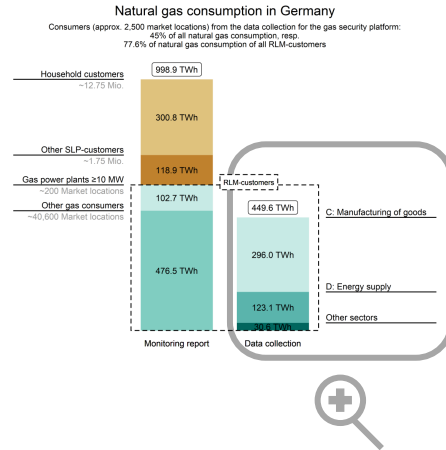 Natural gas consumption in Germany
Consumers (approx. 2,500 market locations) from the data collection for the gas security platform:
45% of all natural gas consumption, resp.
77.6% of natural gas consumption of all RLM-customers
998.9 TWh
Household customers
~12.75 Mio.
300.8 TWh
Other SLP-customers
~1.75 Mio.
118.9 TWh
Gas power plants ≥10 MW
~200 Market locations
RLM-customers
102.7 TWh
Other gas consumers
~40,600 Market locations
449.6 TWh
C: Manufacturing of goods
476.5 TWh
296.0 TWh
D: Energy supply
123.1 TWh
Other sectors
30.6 TWh
Monitoring report
Data collection